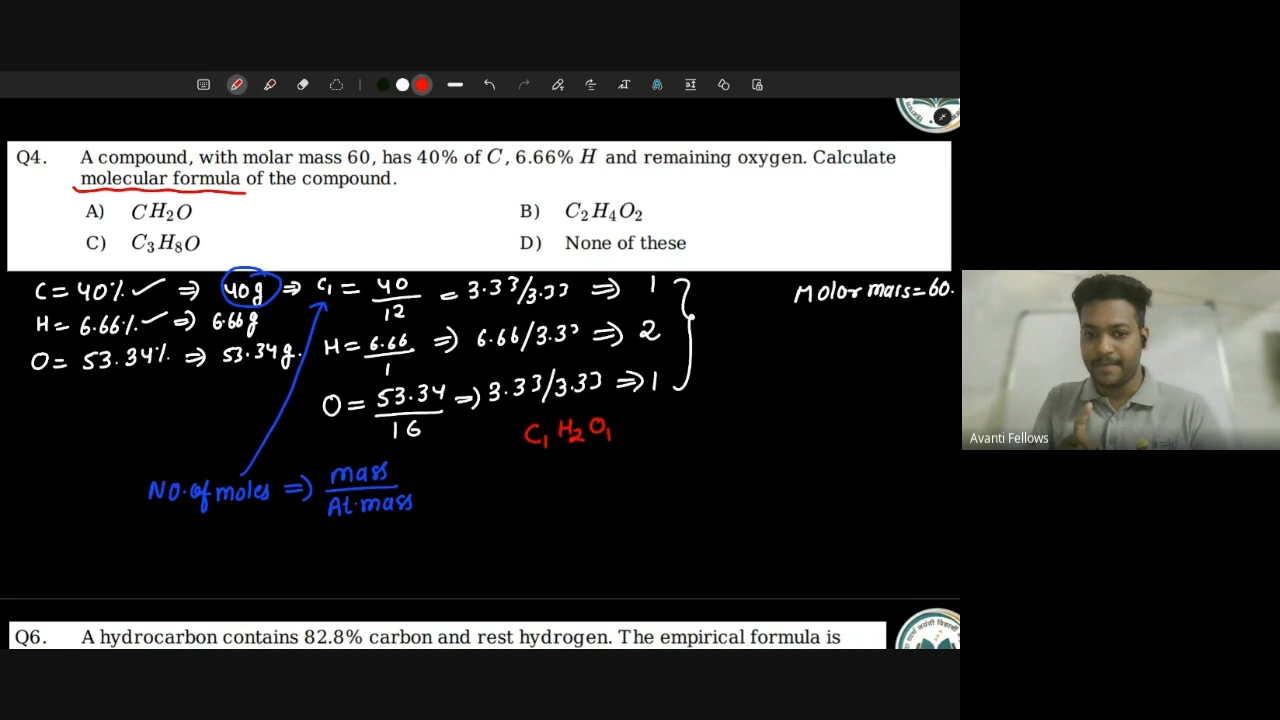 Q4. A compound, with molar mass 60, has 40% of C, 6.66% H and remaining oxygen. Calculate
molecular formula of the compound.
A) CH₂O B) C₂H₄O₂
C) C₃H₈O D) None of these
C = 40% ✓ ⇒ 40g ⇒ C₁ = 40/12 = 3.33/3.33 ⇒ 1
Molor mass = 60.
H = 6.66% ✓ ⇒ 6.66g
H = 6.66/1 ⇒ 6.66/3.33 ⇒ 2
O = 53.34% ⇒ 53.34g.
O = 53.34/16 ⇒ 3.33/3.33 ⇒ 1
C₁ H₂ O₁
No. of moles ⇒ mass/At. mass
Avanti Fellows
Q6. A hydrocarbon contains 82.8% carbon and rest hydrogen. The empirical formula is